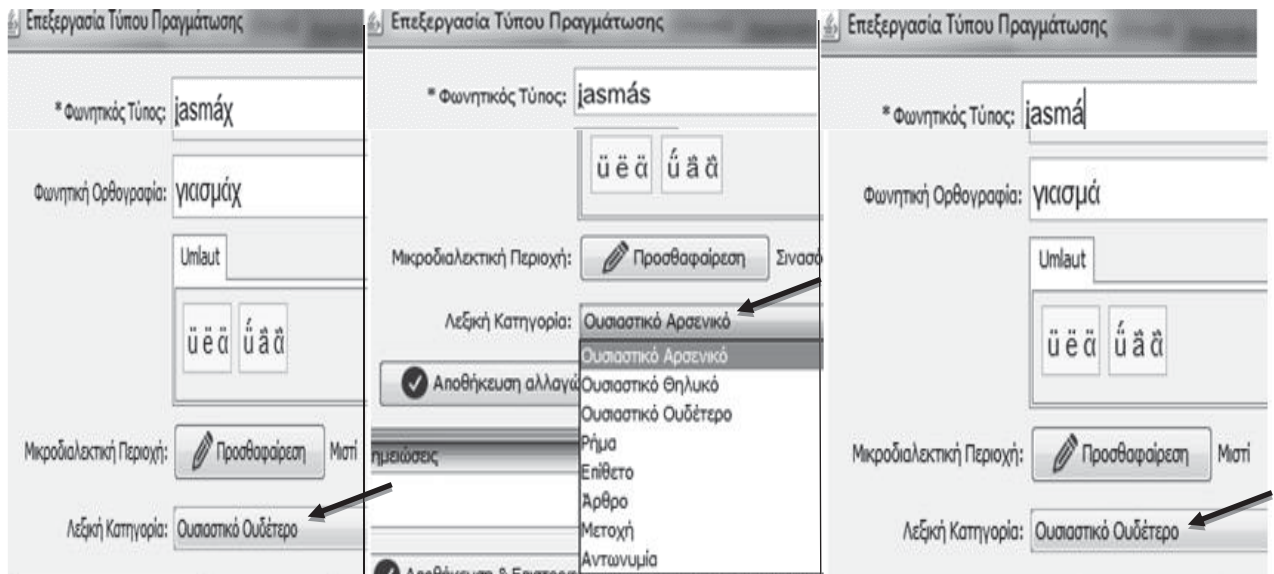 Επεξεργασία Τύπου Πραγμάτωσης
* Φωνητικός Τύπος: jasmáχ
Φωνητική Ορθογραφία: γιασμάχ
Umlaut
ü ë α̈ ǘ ä̂ α̈̂
Μικροδιαλεκτική Περιοχή: Προσθαφαίρεση Μιστί
Λεξική Κατηγορία: Ουσιαστικό Ουδέτερο
Επεξεργασία Τύπου Πραγμάτωσης
* Φωνητικός Τύπος: jasmás
ü ë α̈ ǘ ä̂ α̈̂
Μικροδιαλεκτική Περιοχή: Προσθαφαίρεση Σινασό
Λεξική Κατηγορία: Ουσιαστικό Αρσενικό
Ουσιαστικό Αρσενικό
Αποθήκευση αλλαγώ Ουσιαστικό Θηλυκό
Ουσιαστικό Ουδέτερο
ημειώσεις Ρήμα
Επίθετο
Άρθρο
Μετοχή
Αντωνυμία
Επεξεργασία Τύπου Πραγμάτωσης
* Φωνητικός Τύπος: jasmá
Φωνητική Ορθογραφία: γιασμά
Umlaut
ü ë α̈ ǘ ä̂ α̈̂
Μικροδιαλεκτική Περιοχή: Προσθαφαίρεση Μιστί
Λεξική Κατηγορία: Ουσιαστικό Ουδέτερο